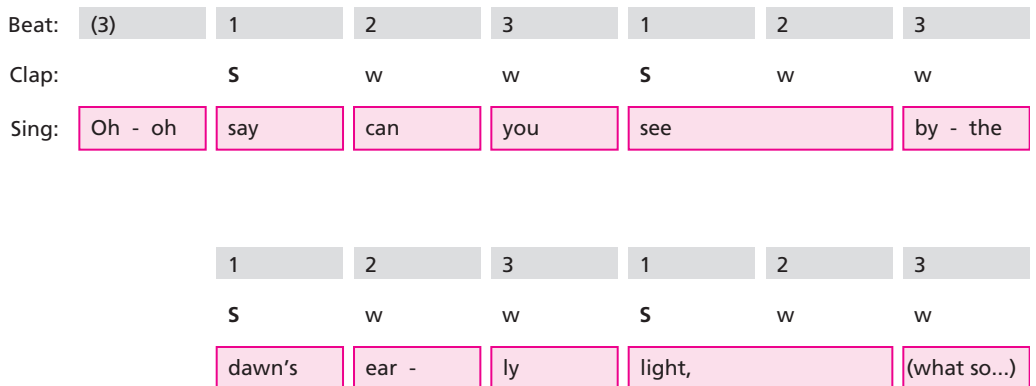 Beat: (3) 1 2 3 1 2 3
Clap: S w w S w w
Sing: Oh - oh say can you see by - the
1 2 3 1 2 3
S w w S w w
dawn's ear - ly light, (what so...)